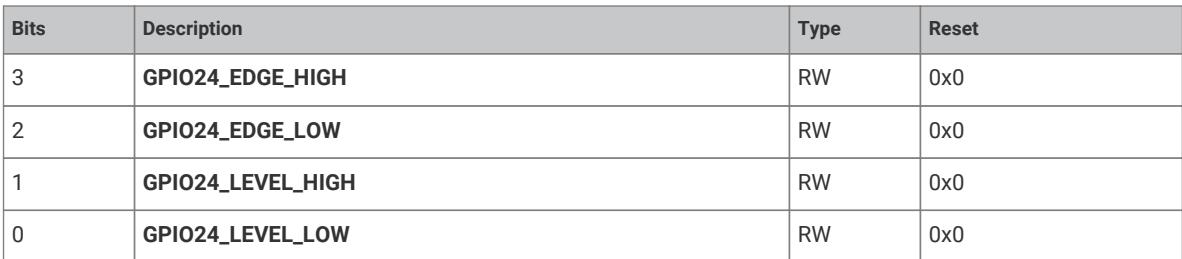 Bits Description Type Reset
3 GPIO24_EDGE_HIGH RW 0x0
2 GPIO24_EDGE_LOW RW 0x0
1 GPIO24_LEVEL_HIGH RW 0x0
0 GPIO24_LEVEL_LOW RW 0x0